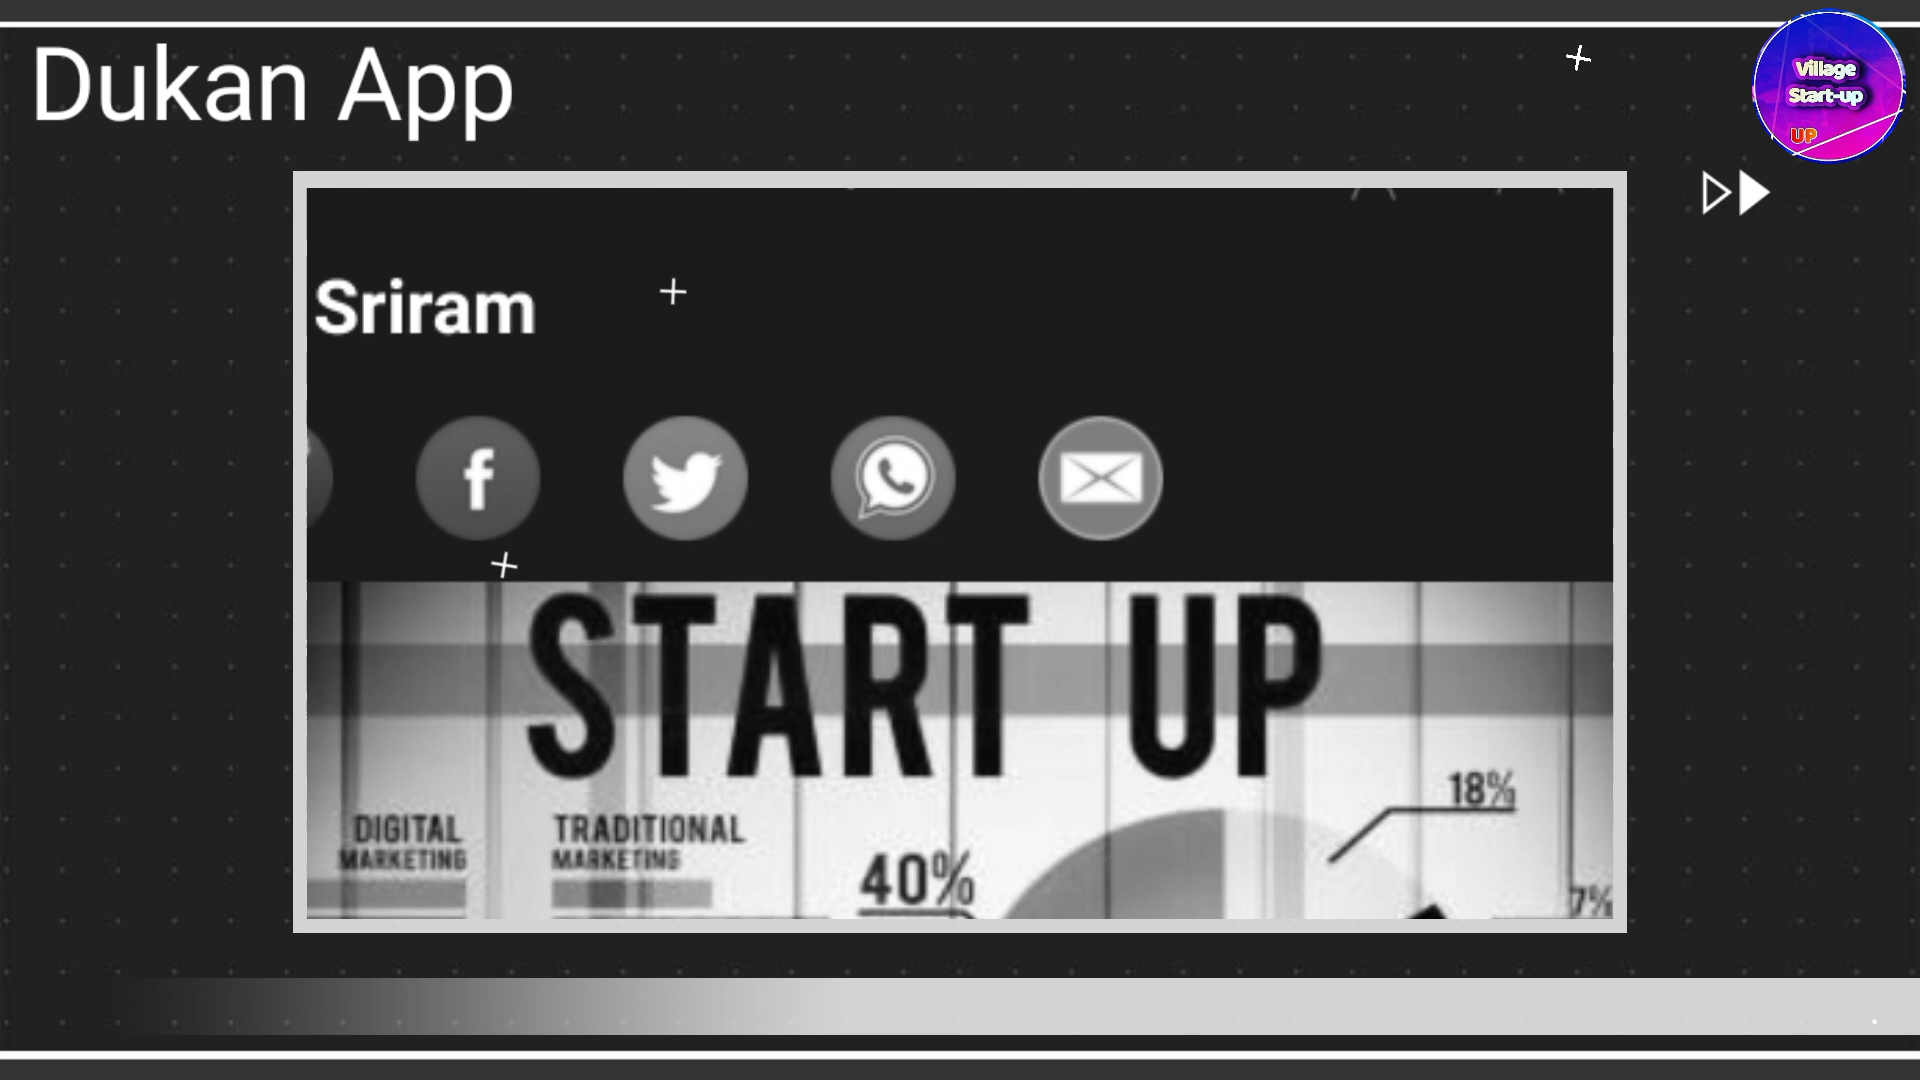 Dukan App
Village
Start-up
UP
Sriram
START UP
DIGITAL
MARKETING
TRADITIONAL
MARKETING
40%
18%
7%